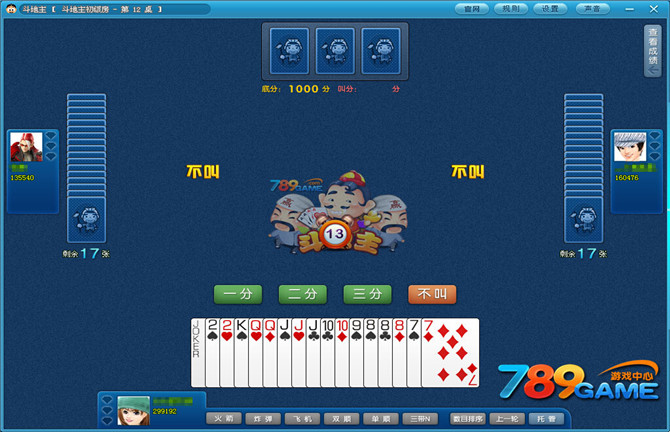 斗地主【 斗地主初级房 - 第 12 桌 】
官网 规则 设置 声音
查看成绩
底分: 1000 分 叫分: 分
135540
160476
不叫 不叫
789GAME
斗地主
13
剩余 17 张
剩余 17 张
一分 二分 三分 不叫
JOKER 2 2 K Q Q J J J 10 10 9 8 8 8 7 7
7
789GAME
游戏中心
299192
火箭 炸弹 飞机 双顺 单顺 三带N 数目排序 上一轮 托管